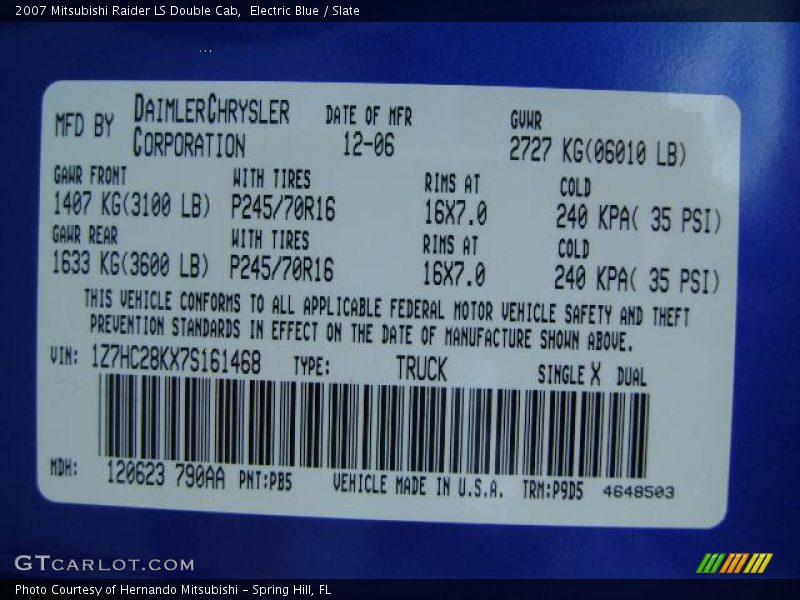 2007 Mitsubishi Raider LS Double Cab,  Electric Blue / Slate
MFD BY DAIMLERCHRYSLER CORPORATION
DATE OF MFR 12-06
GVWR 2727 KG(06010 LB)
GAWR FRONT WITH TIRES RIMS AT COLD
1407 KG(3100 LB) P245/70R16 16X7.0 240 KPA( 35 PSI)
GAWR REAR WITH TIRES RIMS AT COLD
1633 KG(3600 LB) P245/70R16 16X7.0 240 KPA( 35 PSI)
THIS VEHICLE CONFORMS TO ALL APPLICABLE FEDERAL MOTOR VEHICLE SAFETY AND THEFT
PREVENTION STANDARDS IN EFFECT ON THE DATE OF MANUFACTURE SHOWN ABOVE.
VIN: 1Z7HC28KX7S161468 TYPE: TRUCK SINGLE X DUAL
MDH: 120623 790AA PNT:PB5 VEHICLE MADE IN U.S.A. TRM:P9D5 4648503
GTCARLOT.COM
Photo Courtesy of Hernando Mitsubishi - Spring Hill, FL